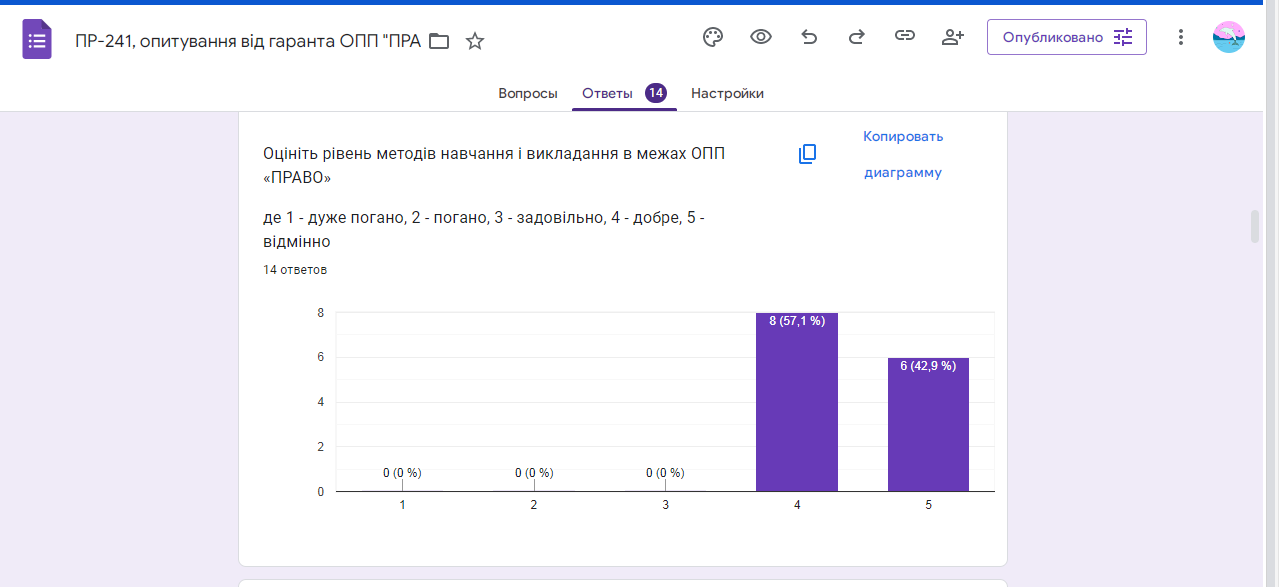 ПР-241, опитування від гаранта ОПП "ПРА
Опубликовано
Вопросы
Ответы 14
Настройки
Оцініть рівень методів навчання і викладання в межах ОПП
«ПРАВО»
Копировать
диаграмму
де 1 - дуже погано, 2 - погано, 3 - задовільно, 4 - добре, 5 -
відмінно
14 ответов
8
6
4
2
0
0 (0 %)
0 (0 %)
0 (0 %)
8 (57,1 %)
6 (42,9 %)
1
2
3
4
5